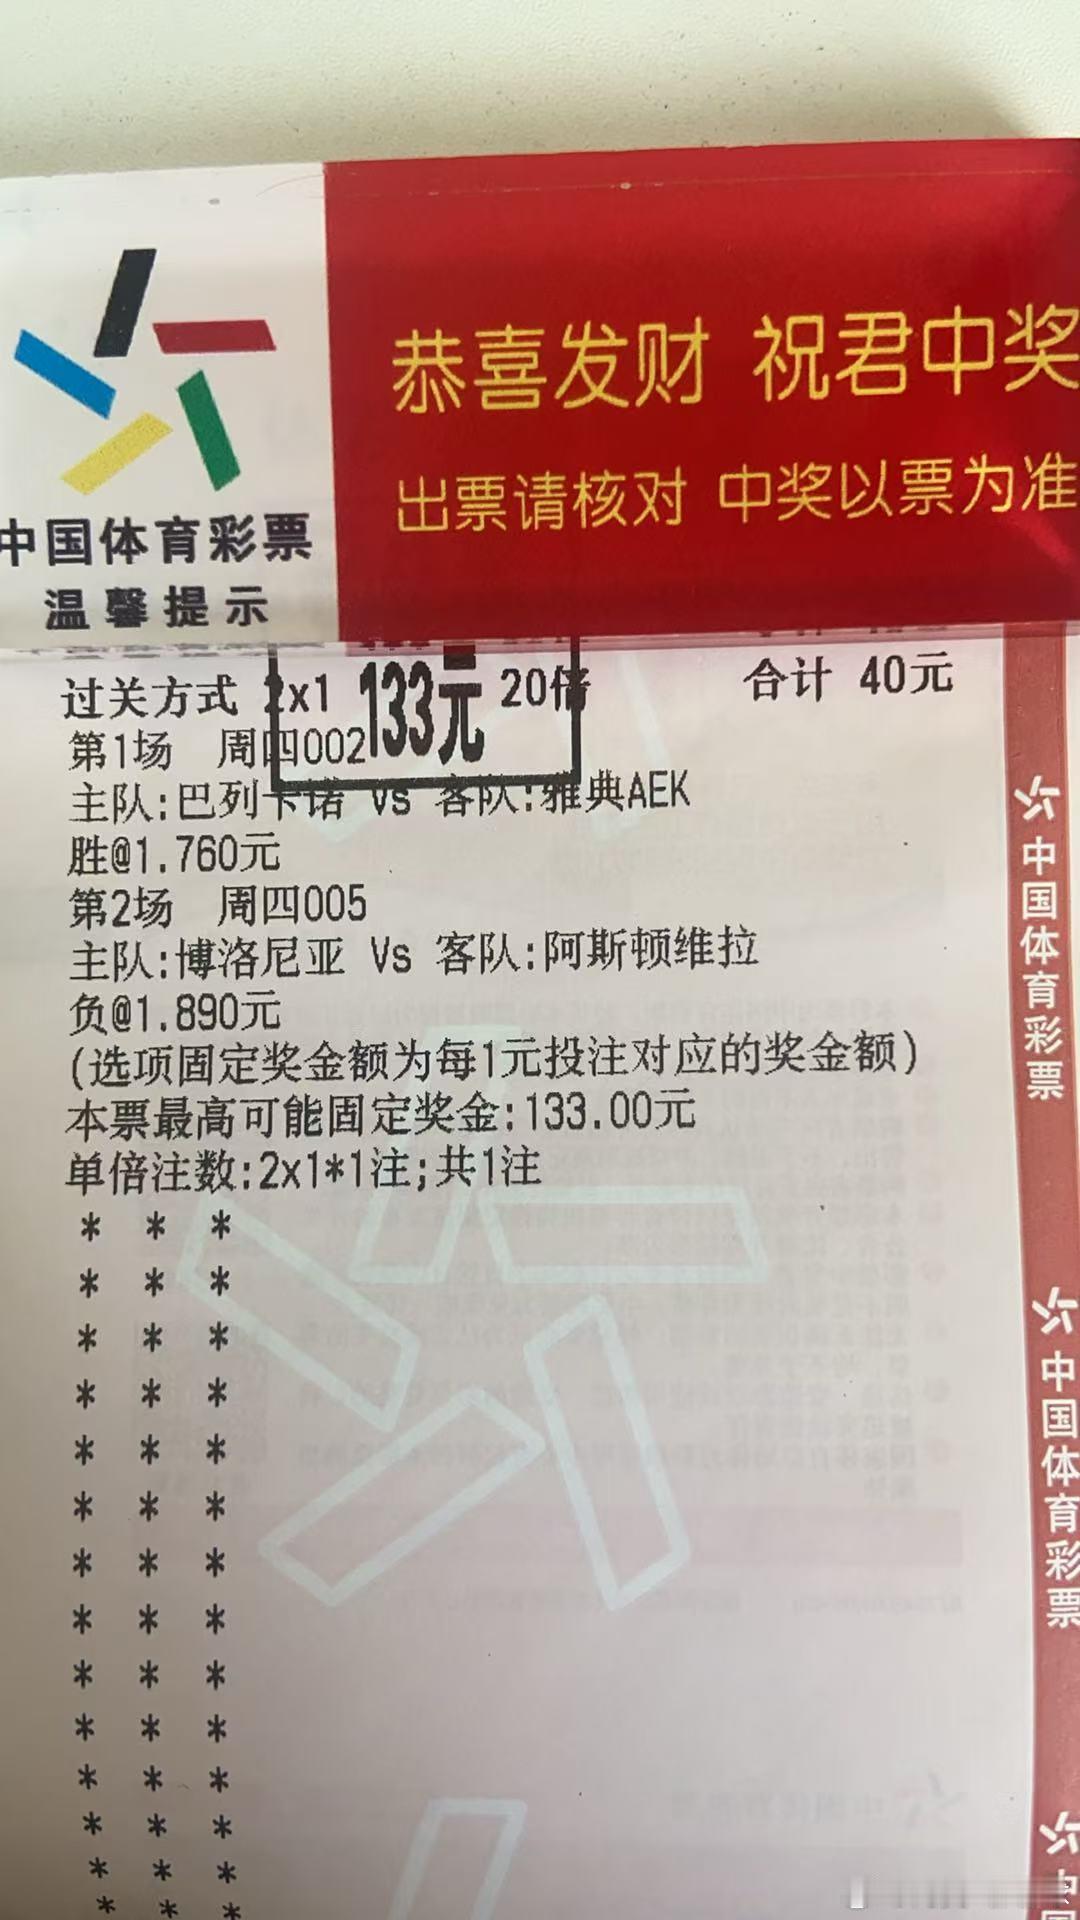 恭喜发财 祝君中奖
出票请核对 中奖以票为准
中国体育彩票
温馨提示
133元
过关方式 2x1 20倍 合计 40元
第1场 周四002
主队:巴列卡诺 Vs 客队:雅典AEK
胜@1.760元
第2场 周四005
主队:博洛尼亚 Vs 客队:阿斯顿维拉
负@1.890元
(选项固定奖金额为每1元投注对应的奖金额)
本票最高可能固定奖金:133.00元
单倍注数:2x1*1注;共1注
* * *
* * *
* * *
* * *
* * *
* * *
* * *
* * *
* * *
* * *
* * *
* * *
* * *
* * *
中国体育彩票
中国体育彩票